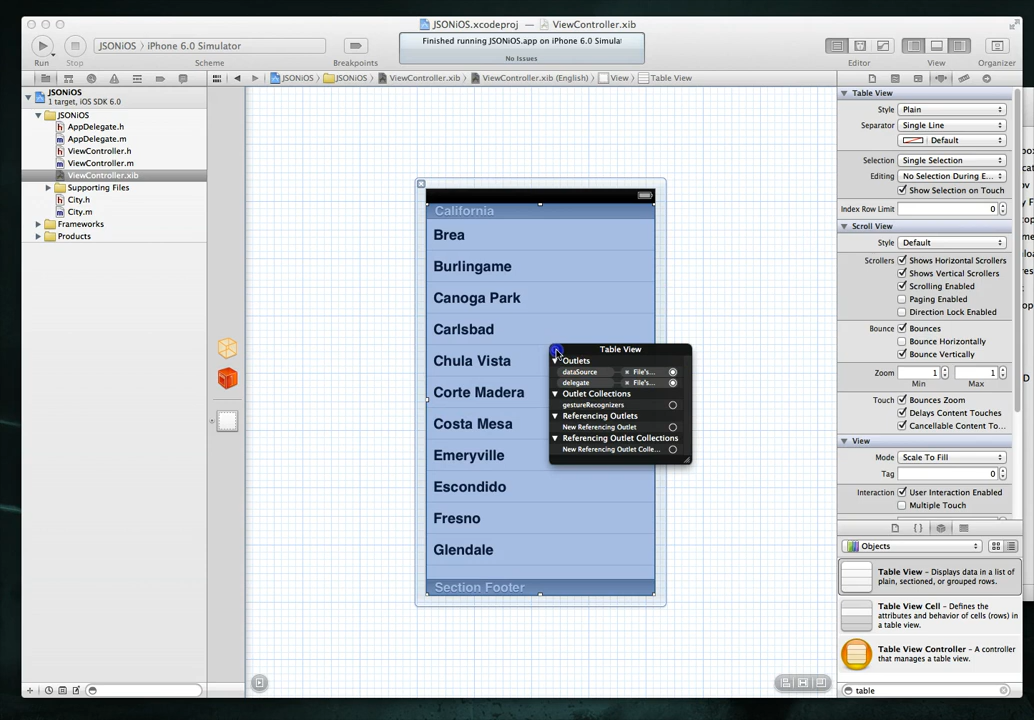 JSONiOS.xcodeproj — ViewController.xib
JSONiOS › iPhone 6.0 Simulator
Finished running JSONiOS.app on iPhone 6.0 Simula
No Issues
Run Stop Scheme Breakpoints Editor View Organizer
JSONiOS JSONiOS ViewController.xib ViewController.xib (English) View Table View
JSONiOS
1 target, iOS SDK 6.0
JSONiOS
AppDelegate.h
AppDelegate.m
ViewController.h
ViewController.m
ViewController.xib
Supporting Files
City.h
City.m
Frameworks
Products
California
Brea
Burlingame
Canoga Park
Carlsbad
Chula Vista
Corte Madera
Costa Mesa
Emeryville
Escondido
Fresno
Glendale
Section Footer
Table View
Outlets
dataSource File's...
delegate File's...
Outlet Collections
gestureRecognizers
Referencing Outlets
New Referencing Outlet
Referencing Outlet Collections
New Referencing Outlet Colle...
Table View
Style Plain
Separator Single Line
Default
Selection Single Selection
Editing No Selection During E...
Show Selection on Touch
Index Row Limit 0
Scroll View
Style Default
Scrollers Shows Horizontal Scrollers
Shows Vertical Scrollers
Scrolling Enabled
Paging Enabled
Direction Lock Enabled
Bounce Bounces
Bounce Horizontally
Bounce Vertically
Zoom 1 1
Min Max
Touch Bounces Zoom
Delays Content Touches
Cancellable Content To...
View
Mode Scale To Fill
Tag 0
Interaction User Interaction Enabled
Multiple Touch
Objects
Table View – Displays data in a list of
plain, sectioned, or grouped rows.
Table View Cell – Defines the
attributes and behavior of cells (rows) in
a table view.
Table View Controller – A controller
that manages a table view.
table